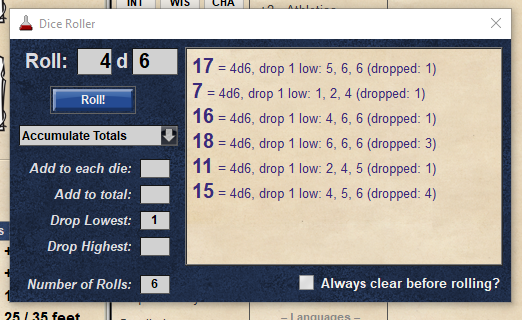 INT WIS CHA
Dice Roller
Roll: 4 d 6
Roll!
Accumulate Totals
Add to each die:
Add to total:
Drop Lowest: 1
Drop Highest:
Number of Rolls: 6
17 = 4d6, drop 1 low: 5, 6, 6 (dropped: 1)
7 = 4d6, drop 1 low: 1, 2, 4 (dropped: 1)
16 = 4d6, drop 1 low: 4, 6, 6 (dropped: 1)
18 = 4d6, drop 1 low: 6, 6, 6 (dropped: 3)
11 = 4d6, drop 1 low: 2, 4, 5 (dropped: 1)
15 = 4d6, drop 1 low: 4, 5, 6 (dropped: 4)
Always clear before rolling?
25 / 35 feet
– Languages –